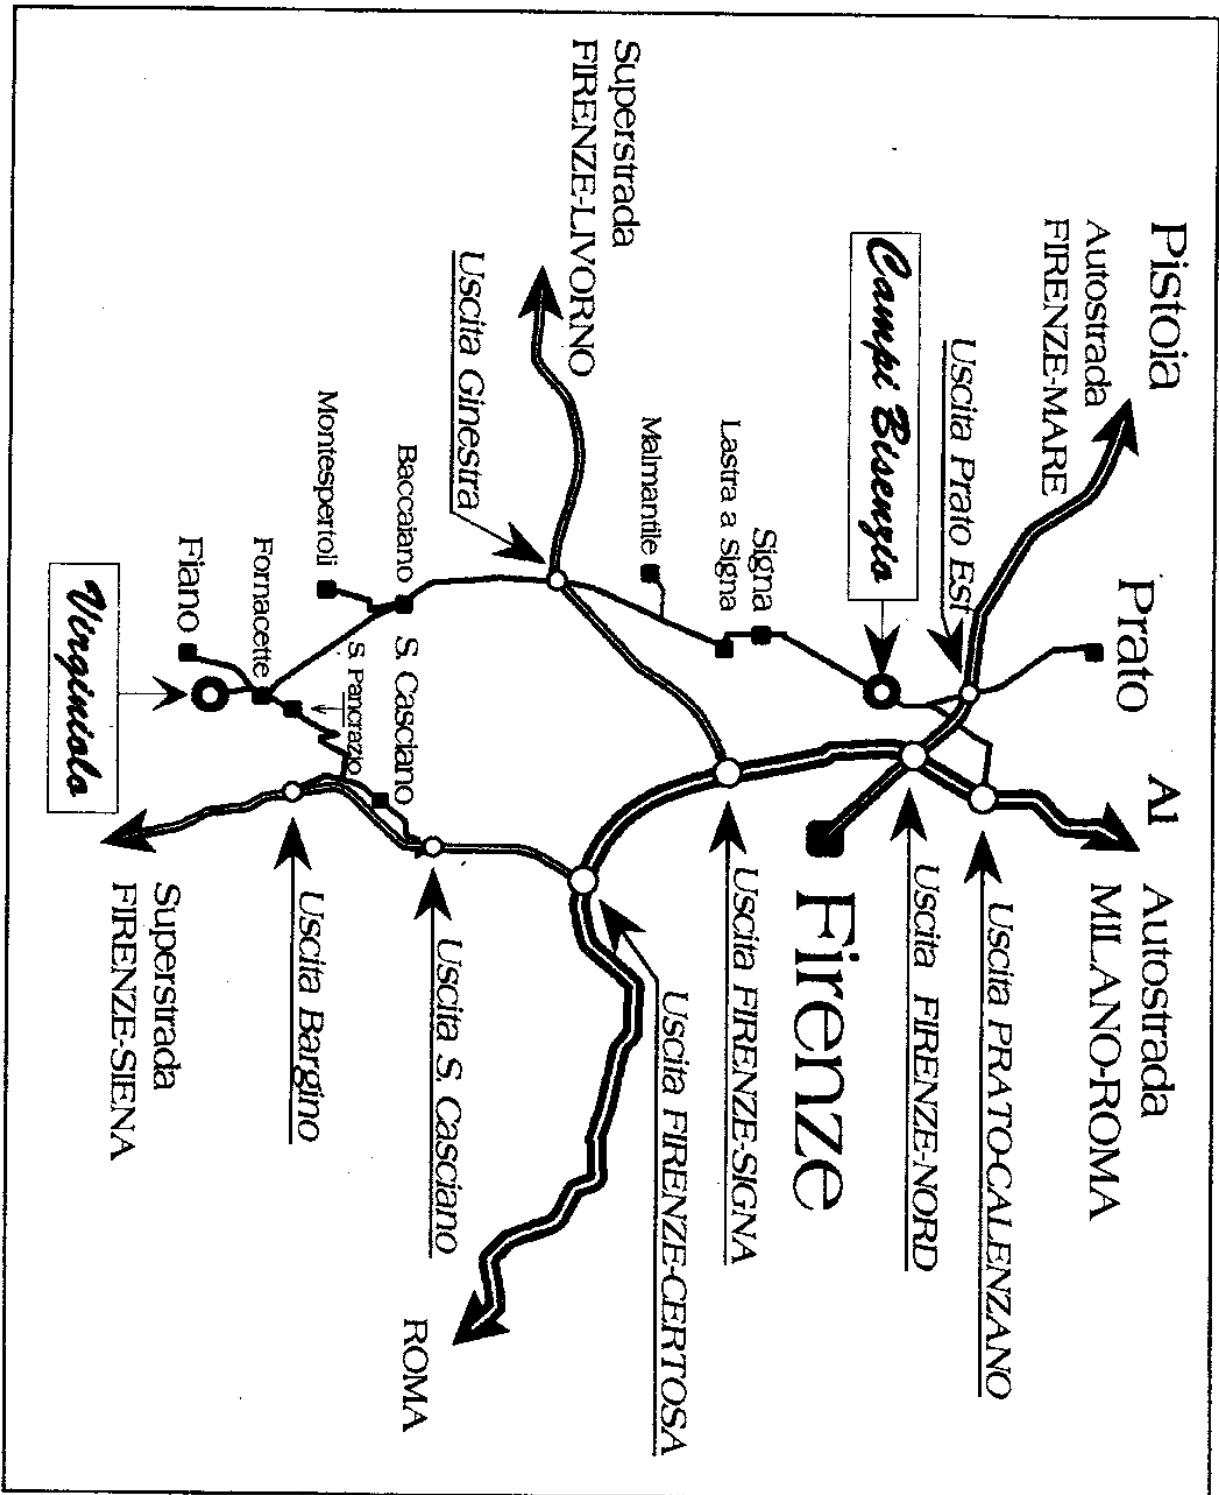 Pistoia
Autostrada
FIRENZE-MARE
Prato
A1
Autostrada
MILANO-ROMA
Uscita Prato Est
Uscita PRATO-CALENZANO
Campi Bisenzio
Uscita FIRENZE-NORD
Firenze
Signa
Lastra a Signa
Uscita FIRENZE-SIGNA
Malmantile
Superstrada
FIRENZE-LIVORNO
Uscita FIRENZE-CERTOSA
Uscita Ginestra
Baccaiano
S. Casciano
Uscita S. Casciano
ROMA
Montespertoli
S. Pancrazio
Uscita Bargino
Fornacette
Fiano
Virginiolo
Superstrada
FIRENZE-SIENA